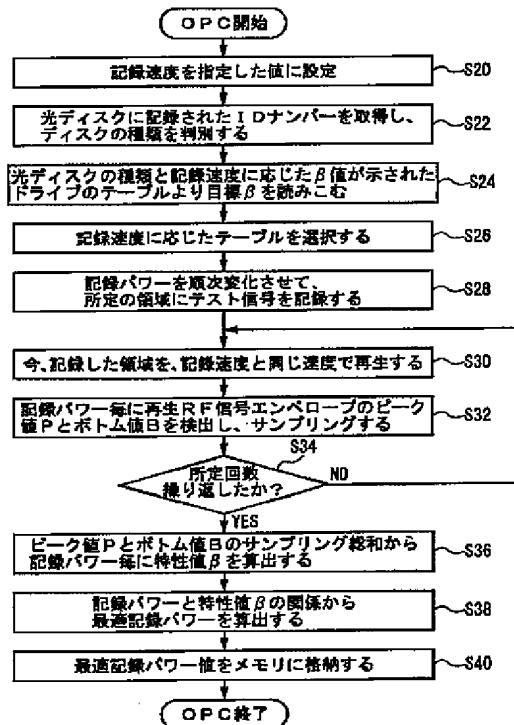 OPC開始
記録速度を指定した値に設定
S20
光ディスクに記録されたIDナンバーを取得し、
ディスクの種類を判別する
S22
光ディスクの種類と記録速度に応じたβ値が示された
ドライブのテーブルより目標βを読みこむ
S24
記録速度に応じたテーブルを選択する
S26
記録パワーを順次変化させて、
所定の領域にテスト信号を記録する
S28
今、記録した領域を、記録速度と同じ速度で再生する
S30
記録パワー毎に再生RF信号エンベロープのピーク
値PとボトムB値を検出し、サンプリングする
S32
S34
所定回数
繰り返したか？
NO
YES
ピーク値Pとボトム値Bのサンプリング総和から
記録パワー毎に特性値βを算出する
S36
記録パワーと特性値βの関係から
最適記録パワーを算出する
S38
最適記録パワー値をメモリに格納する
S40
OPC終了